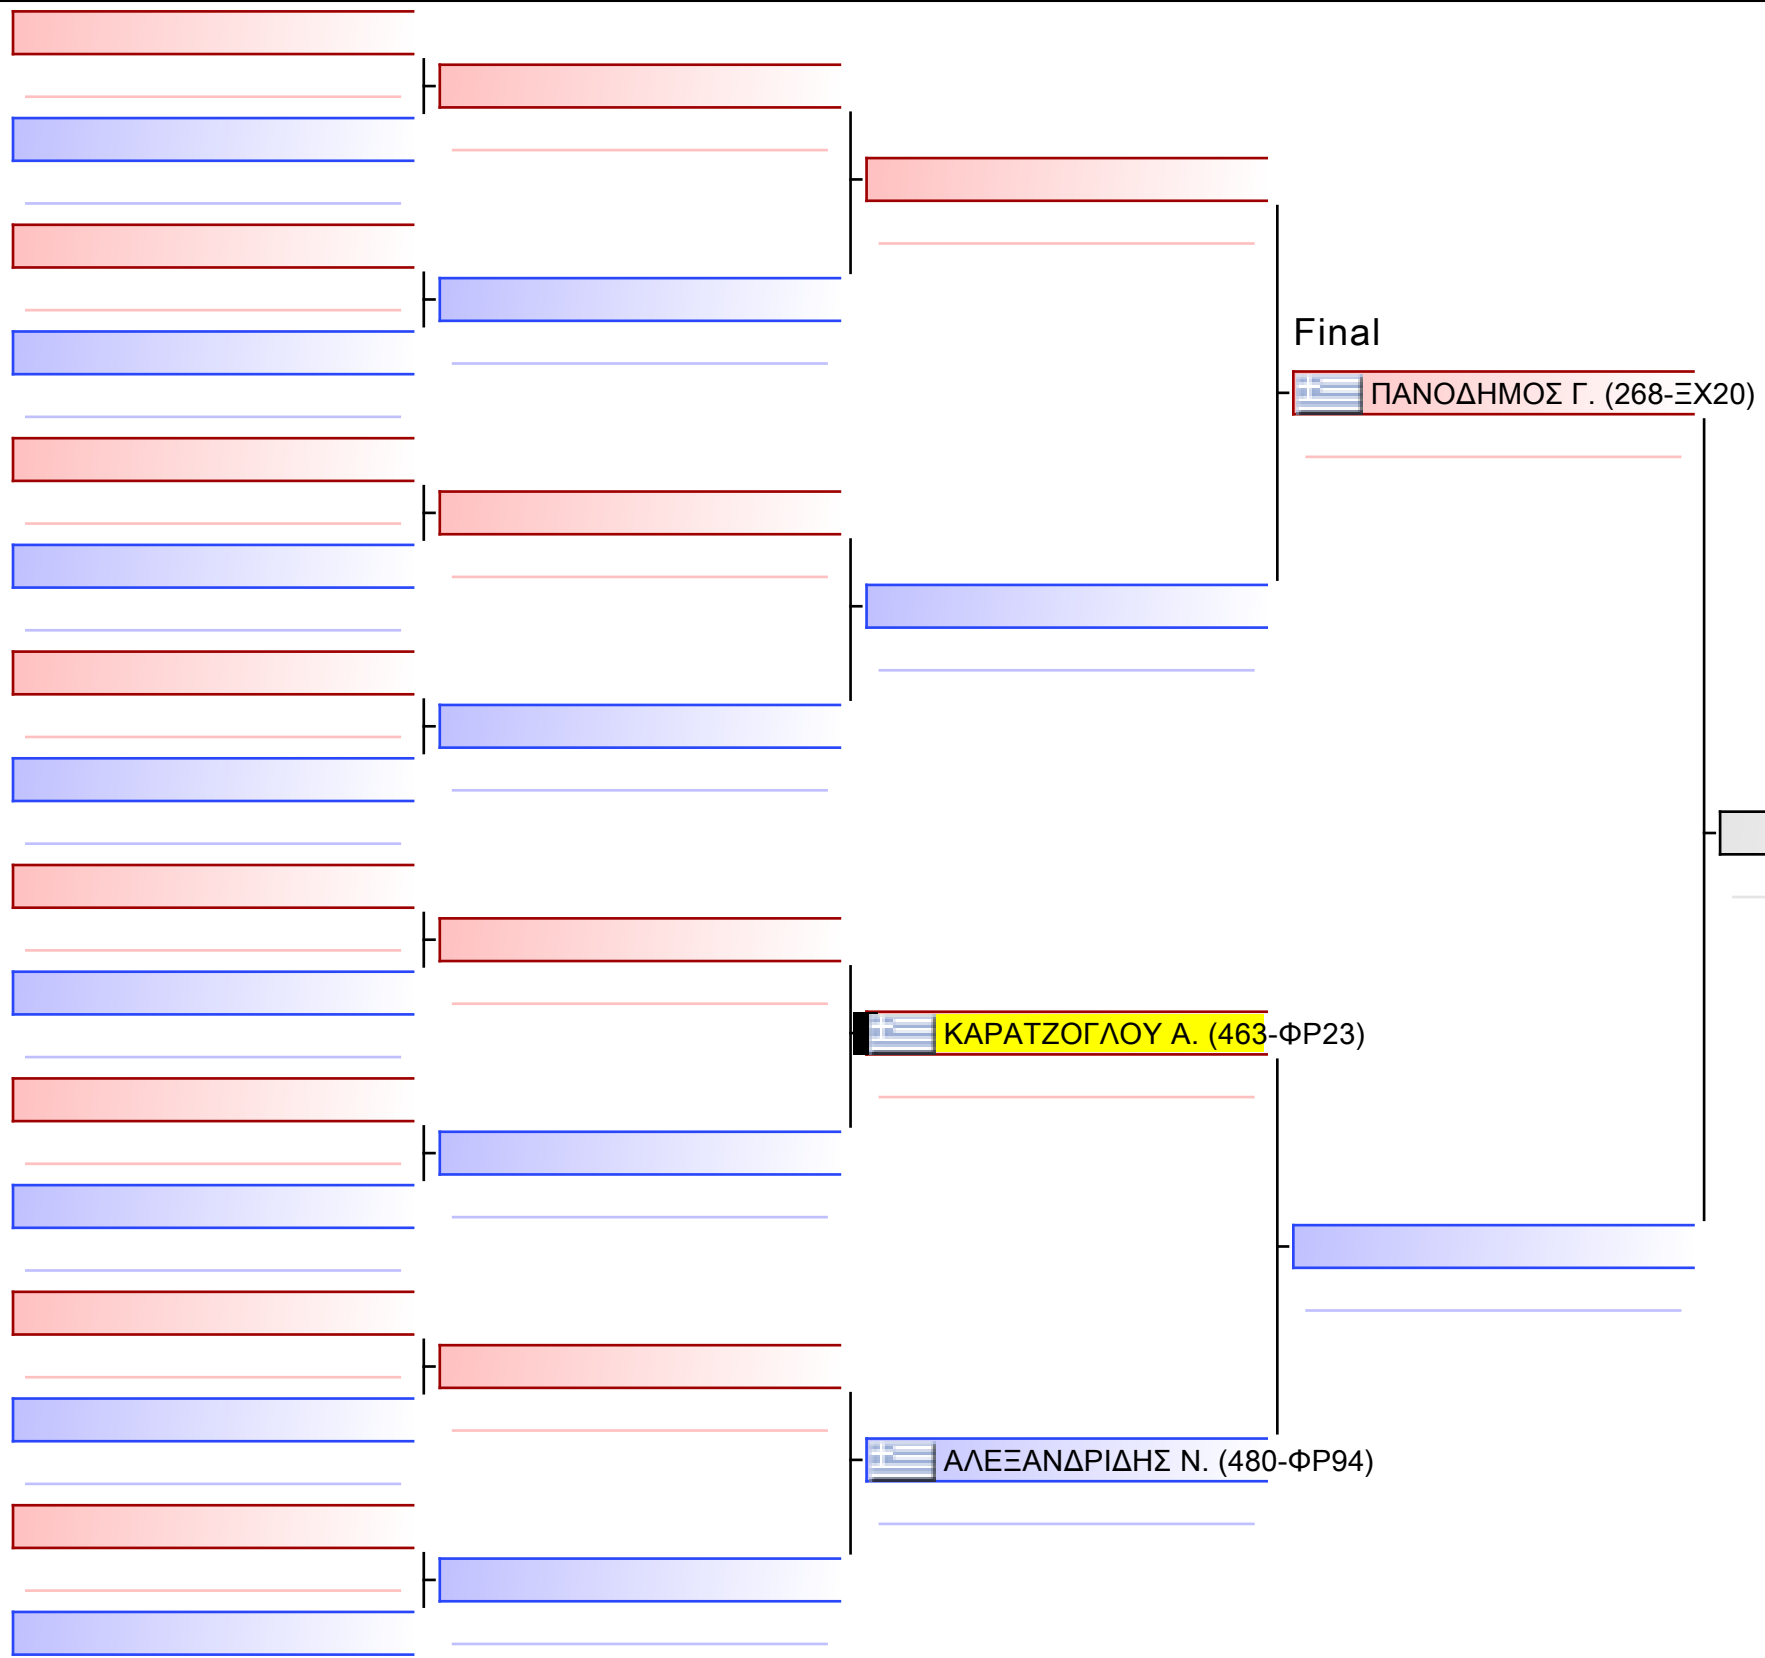 Final
ΠΑΝΟΔΗΜΟΣ Γ. (268-ΞΧ20)
ΚΑΡΑΤΖΟΓΛΟΥ Α. (463-ΦΡ23)
ΑΛΕΞΑΝΔΡΙΔΗΣ Ν. (480-ΦΡ94)